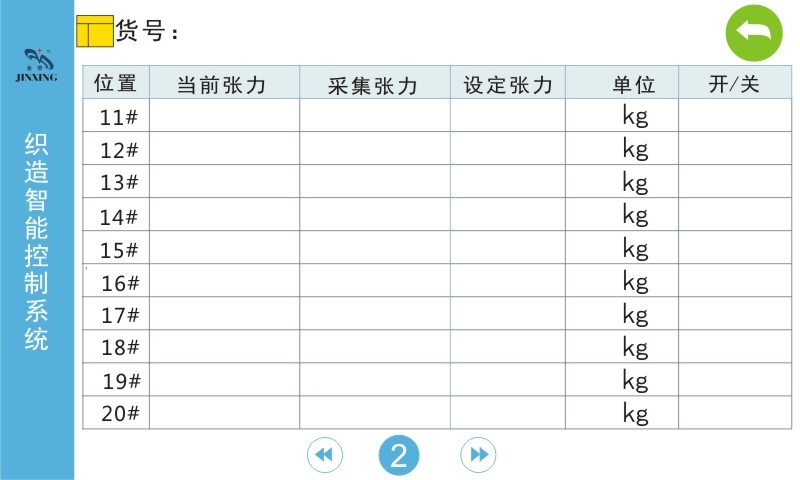 货号：
金信
JINXING
织造智能控制系统
位置 当前张力 采集张力 设定张力 单位 开/关
11# kg
12# kg
13# kg
14# kg
15# kg
16# kg
17# kg
18# kg
19# kg
20# kg
2